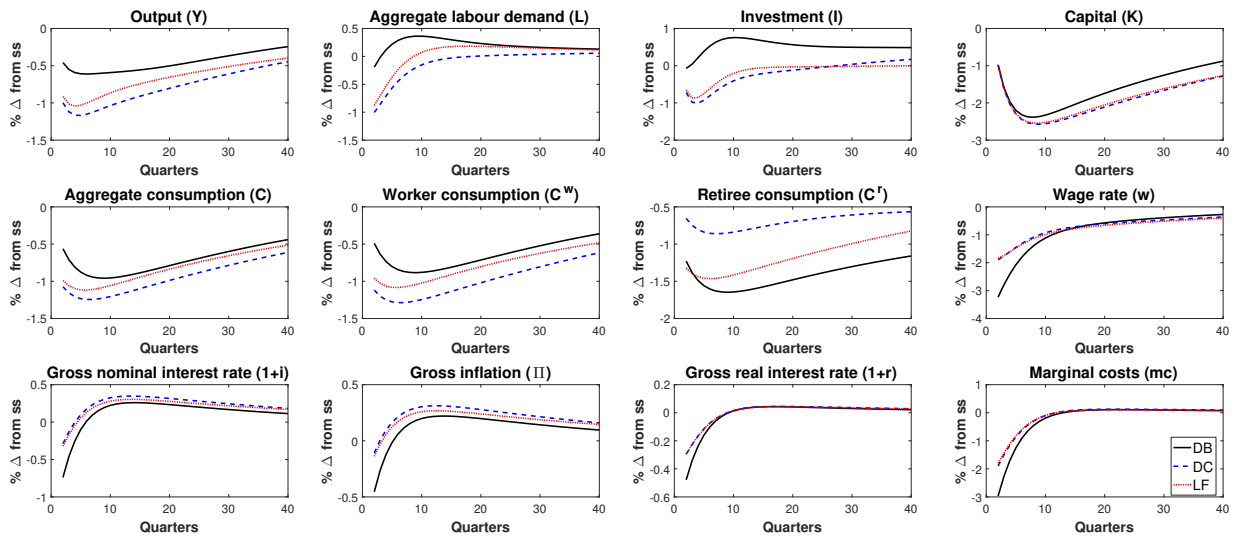 Output (Y)
% Δ from ss
0
-0.5
-1
-1.5
0 10 20 30 40
Quarters
Aggregate labour demand (L)
% Δ from ss
0.5
0
-0.5
-1
-1.5
0 10 20 30 40
Quarters
Investment (I)
% Δ from ss
1
0
-1
-2
0 10 20 30 40
Quarters
Capital (K)
% Δ from ss
0
-1
-2
-3
0 10 20 30 40
Quarters
Aggregate consumption (C)
% Δ from ss
0
-0.5
-1
-1.5
0 10 20 30 40
Quarters
Worker consumption (C^w)
% Δ from ss
0
-0.5
-1
-1.5
0 10 20 30 40
Quarters
Retiree consumption (C^r)
% Δ from ss
-0.5
-1
-1.5
-2
0 10 20 30 40
Quarters
Wage rate (w)
% Δ from ss
0
-1
-2
-3
-4
0 10 20 30 40
Quarters
Gross nominal interest rate (1+i)
% Δ from ss
0.5
0
-0.5
-1
0 10 20 30 40
Quarters
Gross inflation (Π)
% Δ from ss
0.5
0
-0.5
0 10 20 30 40
Quarters
Gross real interest rate (1+r)
% Δ from ss
0.2
0
-0.2
-0.4
-0.6
0 10 20 30 40
Quarters
Marginal costs (mc)
% Δ from ss
1
0
-1
-2
-3
0 10 20 30 40
Quarters
DB
DC
LF